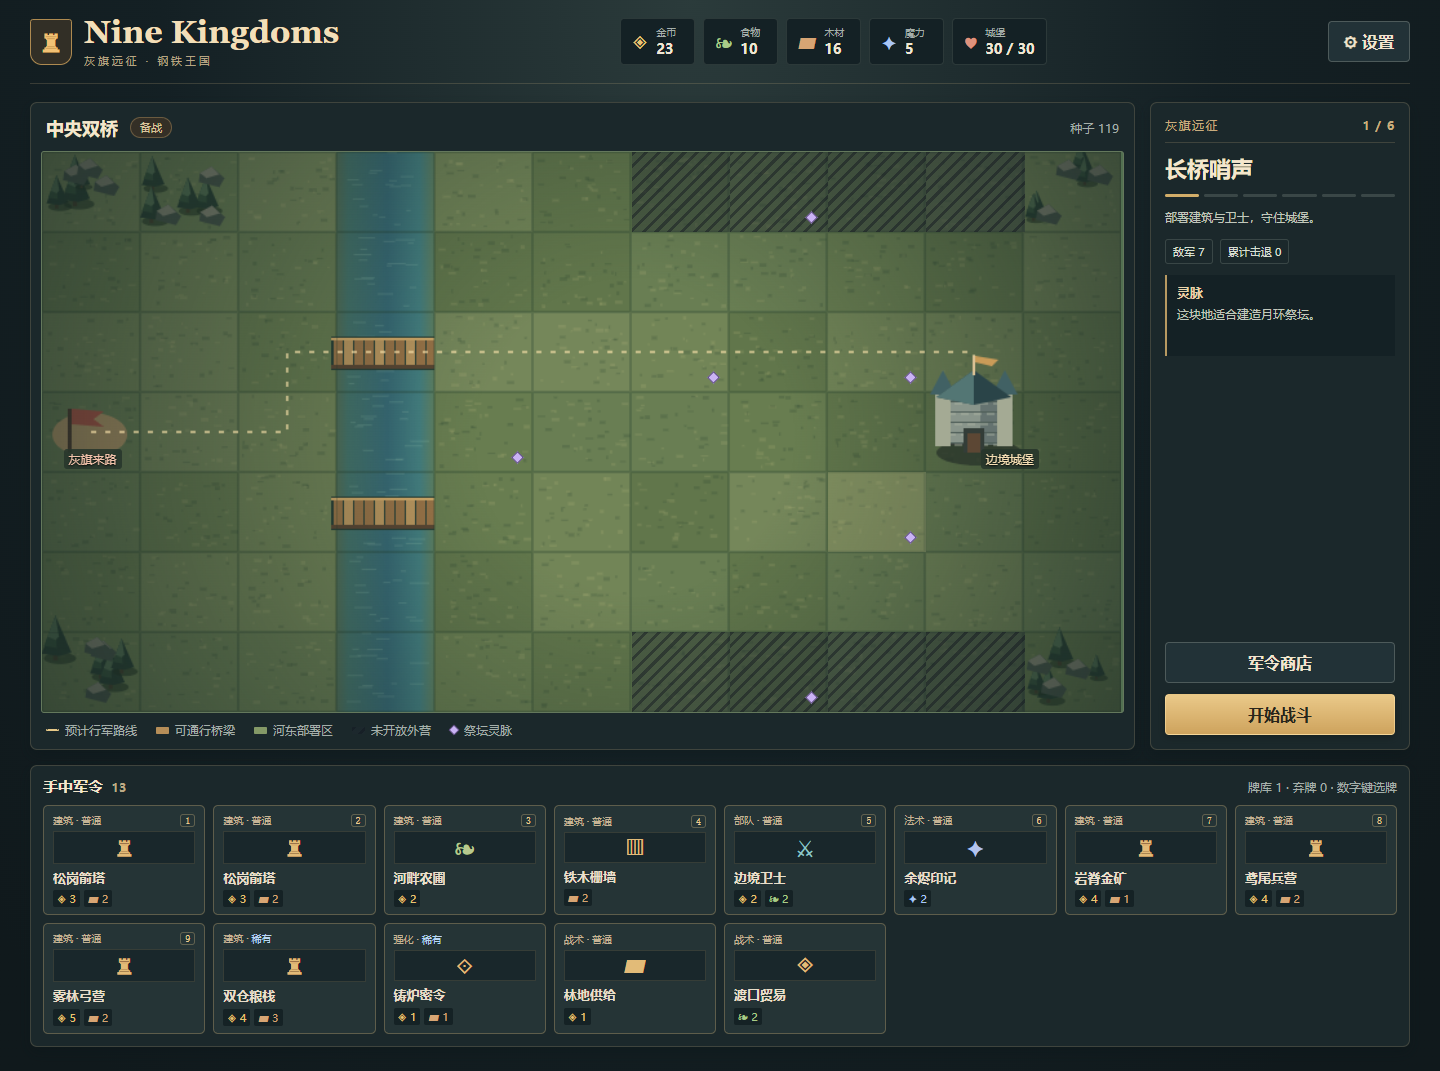 Nine Kingdoms
灰旗远征 · 钢铁王国
金币
23
食物
10
木材
16
魔力
5
城堡
30 / 30
设置
中央双桥
备战
种子 119
灰旗来路
边境城堡
预计行军路线
可通行桥梁
河东部署区
未开放外营
祭坛灵脉
灰旗远征
1 / 6
长桥哨声
部署建筑与卫士，守住城堡。
敌军 7
累计击退 0
灵脉
这块地适合建造月环祭坛。
军令商店
开始战斗
手中军令 13
牌库 1 · 弃牌 0 · 数字键选牌
建筑 · 普通 1
松岗箭塔
3 2
建筑 · 普通 2
松岗箭塔
3 2
建筑 · 普通 3
河畔农圃
2
建筑 · 普通 4
铁木栅墙
2
部队 · 普通 5
边境卫士
2 2
法术 · 普通 6
余烬印记
2
建筑 · 普通 7
岩脊金矿
4 1
建筑 · 普通 8
鸢尾兵营
4 2
建筑 · 普通 9
雾林弓营
5 2
建筑 · 稀有
双仓粮栈
4 3
强化 · 稀有
铸炉密令
1 1
战术 · 普通
林地供给
1
战术 · 普通
渡口贸易
2